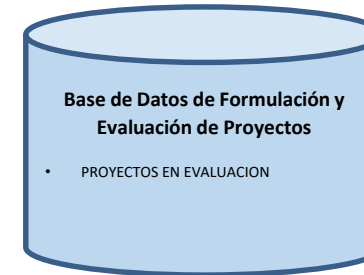 Base de Datos de Formulación y
Evaluación de Proyectos
• PROYECTOS EN EVALUACION